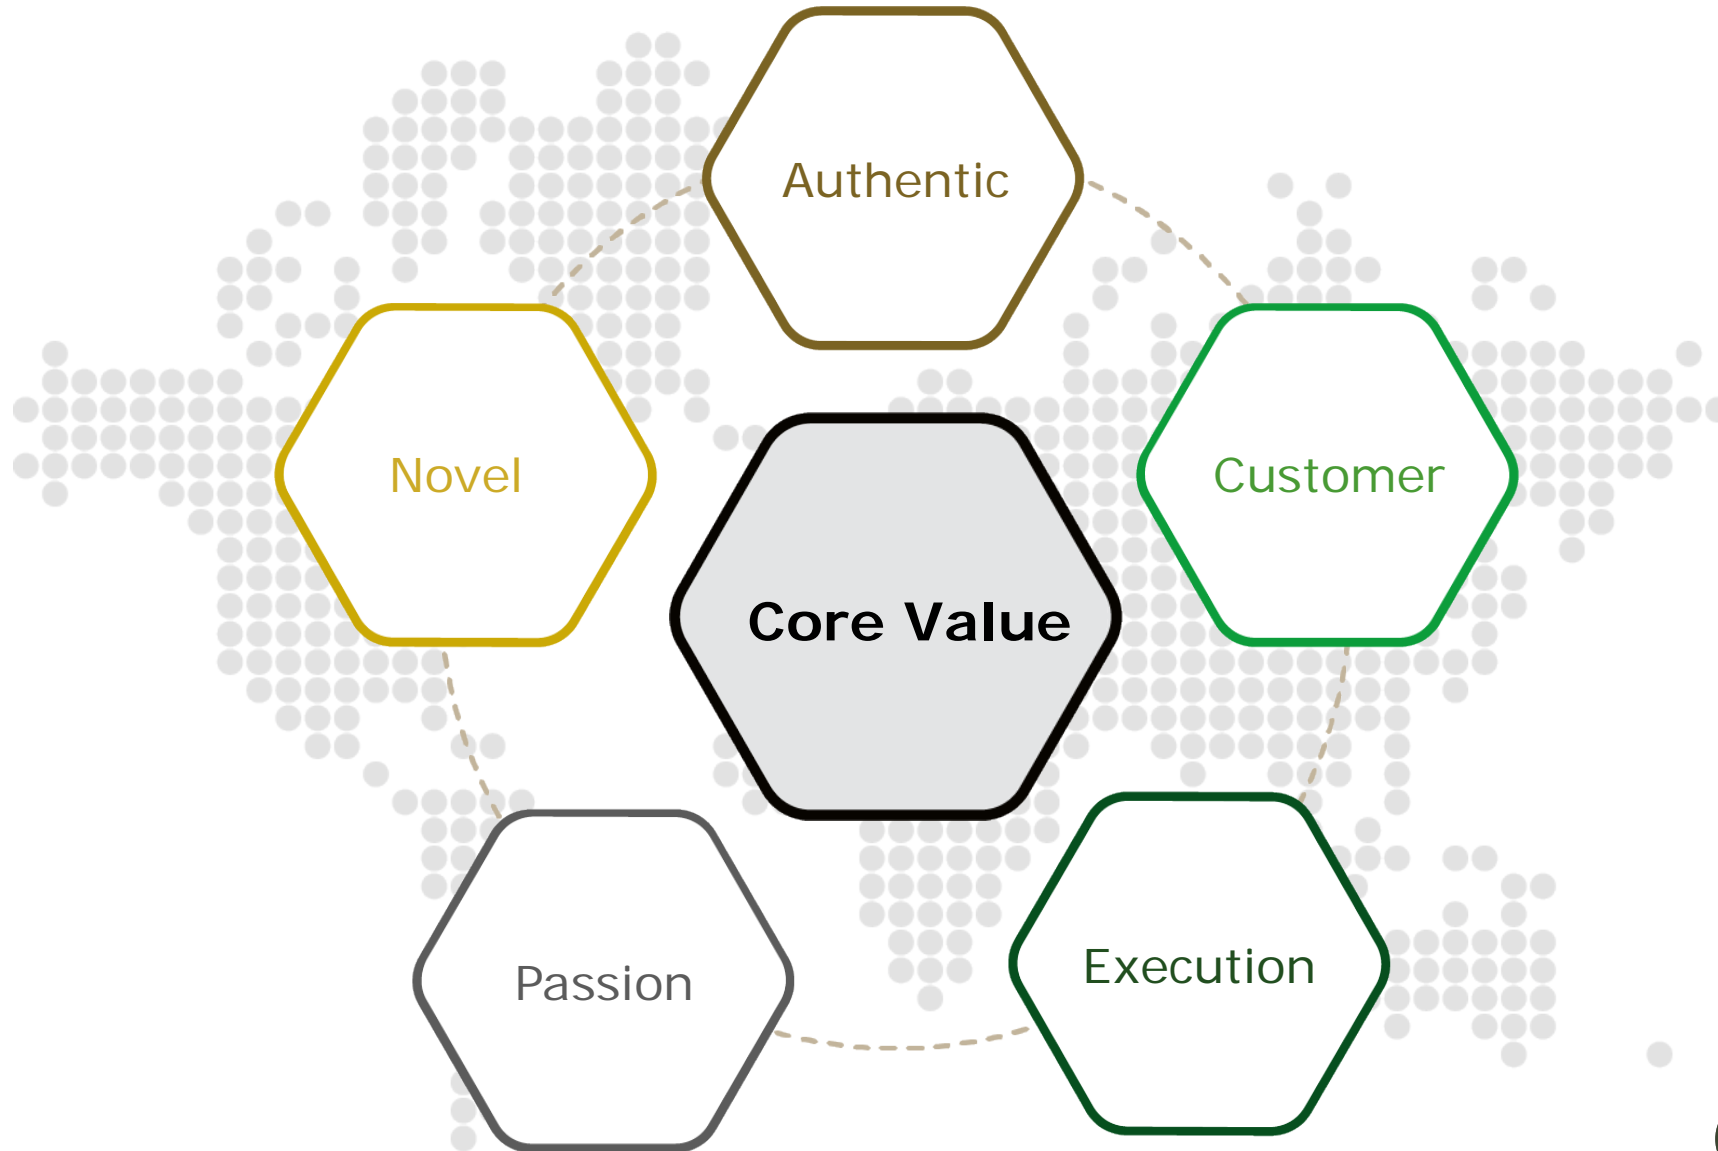 Authentic
Novel
Customer
Core Value
Passion
Execution